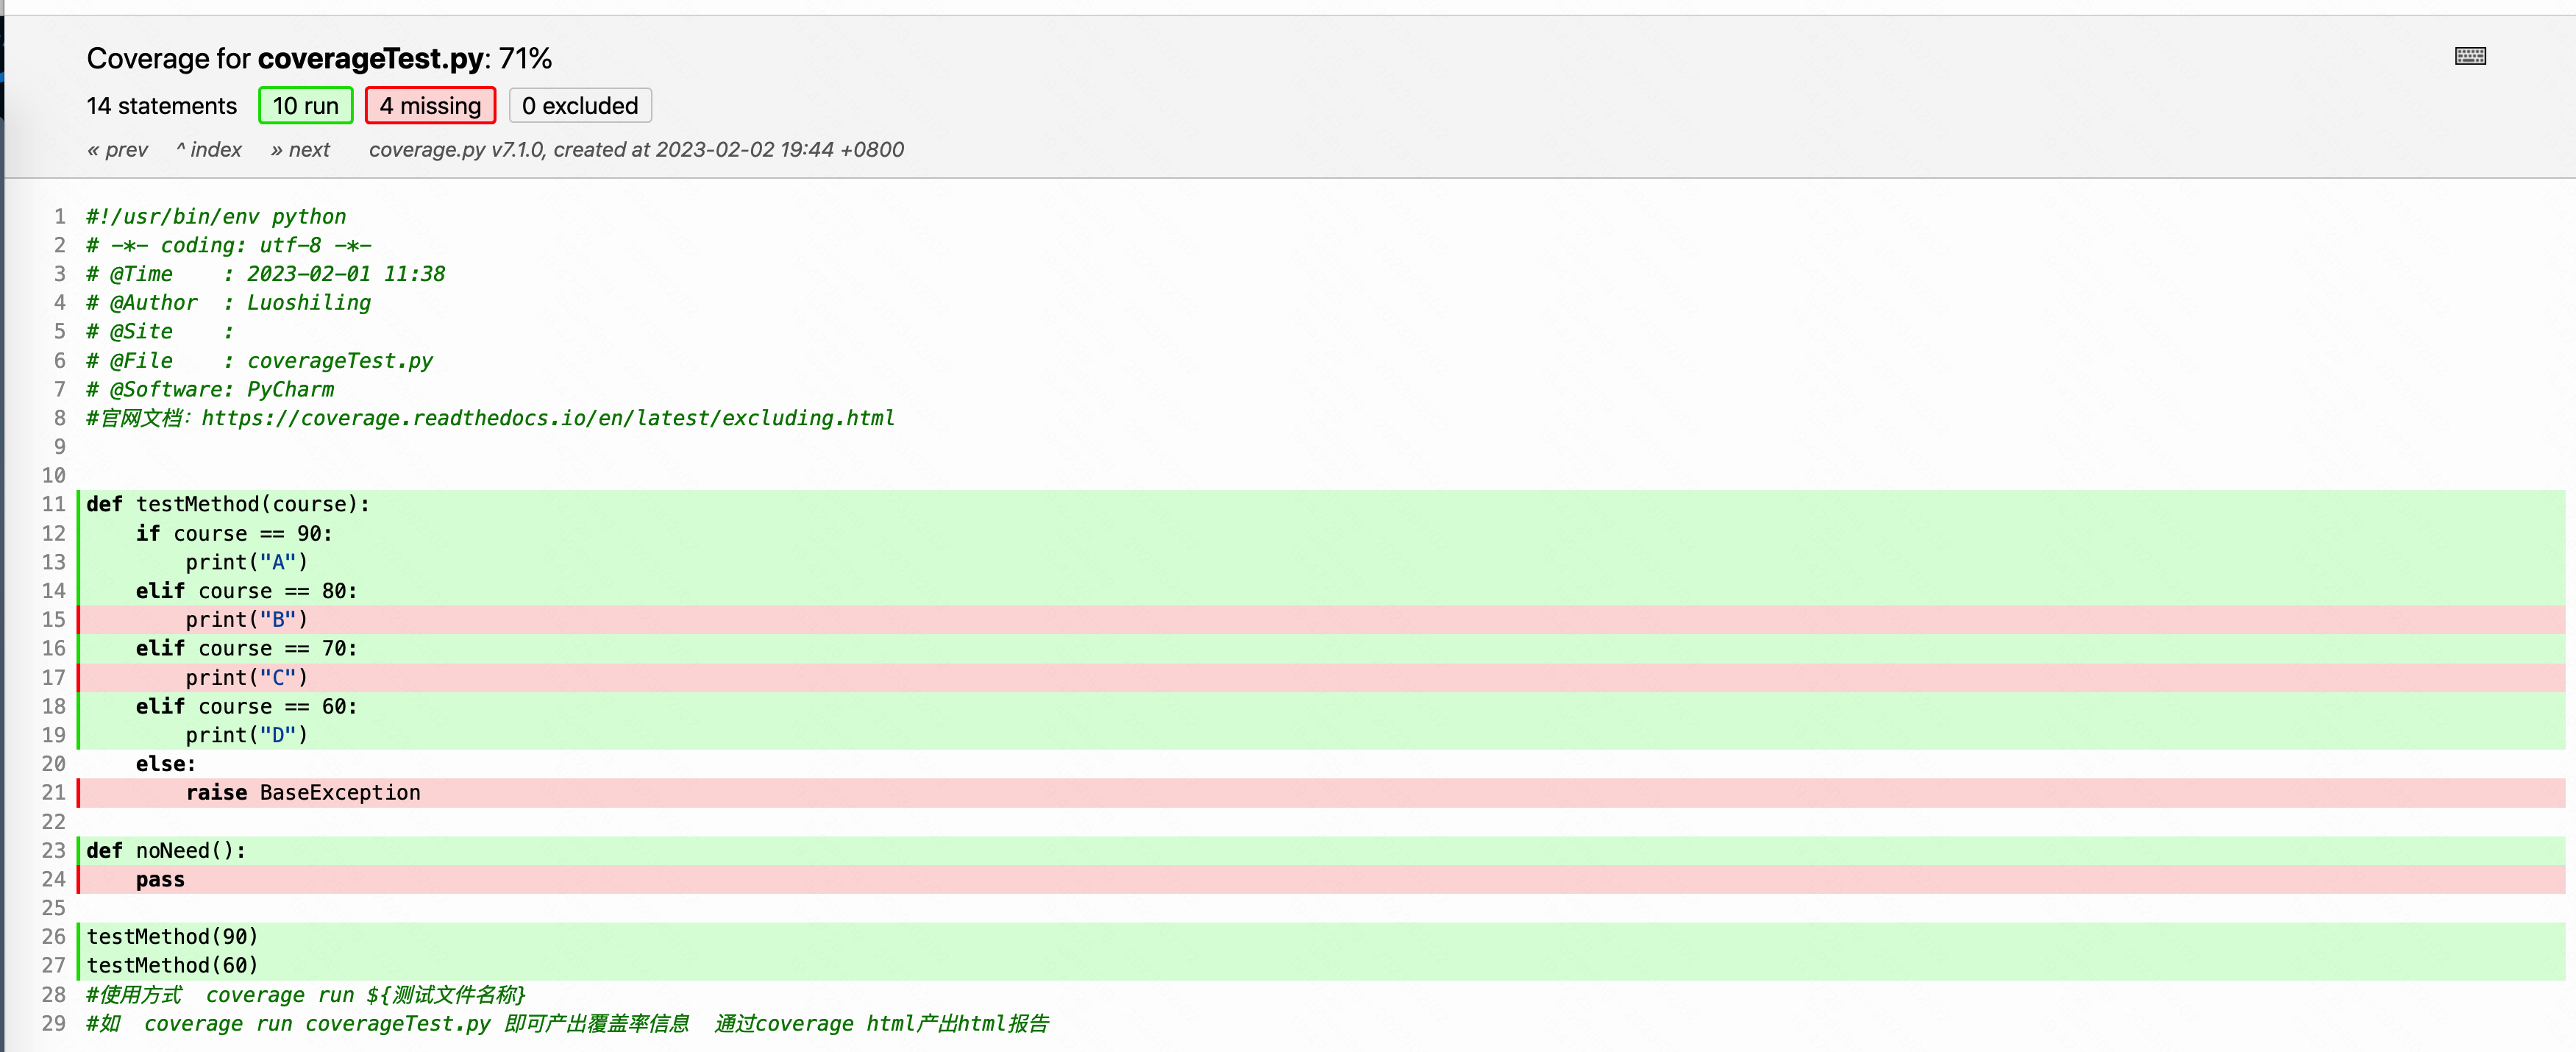 Coverage for coverageTest.py: 71%
14 statements 10 run 4 missing 0 excluded
« prev ^ index » next coverage.py v7.1.0, created at 2023-02-02 19:44 +0800
1 #!/usr/bin/env python
2 # -*- coding: utf-8 -*-
3 # @Time    : 2023-02-01 11:38
4 # @Author  : Luoshiling
5 # @Site    :
6 # @File    : coverageTest.py
7 # @Software: PyCharm
8 #官网文档：https://coverage.readthedocs.io/en/latest/excluding.html
9
10
11 def testMethod(course):
12     if course == 90:
13         print("A")
14     elif course == 80:
15         print("B")
16     elif course == 70:
17         print("C")
18     elif course == 60:
19         print("D")
20     else:
21         raise BaseException
22
23 def noNeed():
24     pass
25
26 testMethod(90)
27 testMethod(60)
28 #使用方式  coverage run ${测试文件名称}
29 #如  coverage run coverageTest.py 即可产出覆盖率信息  通过coverage html产出html报告